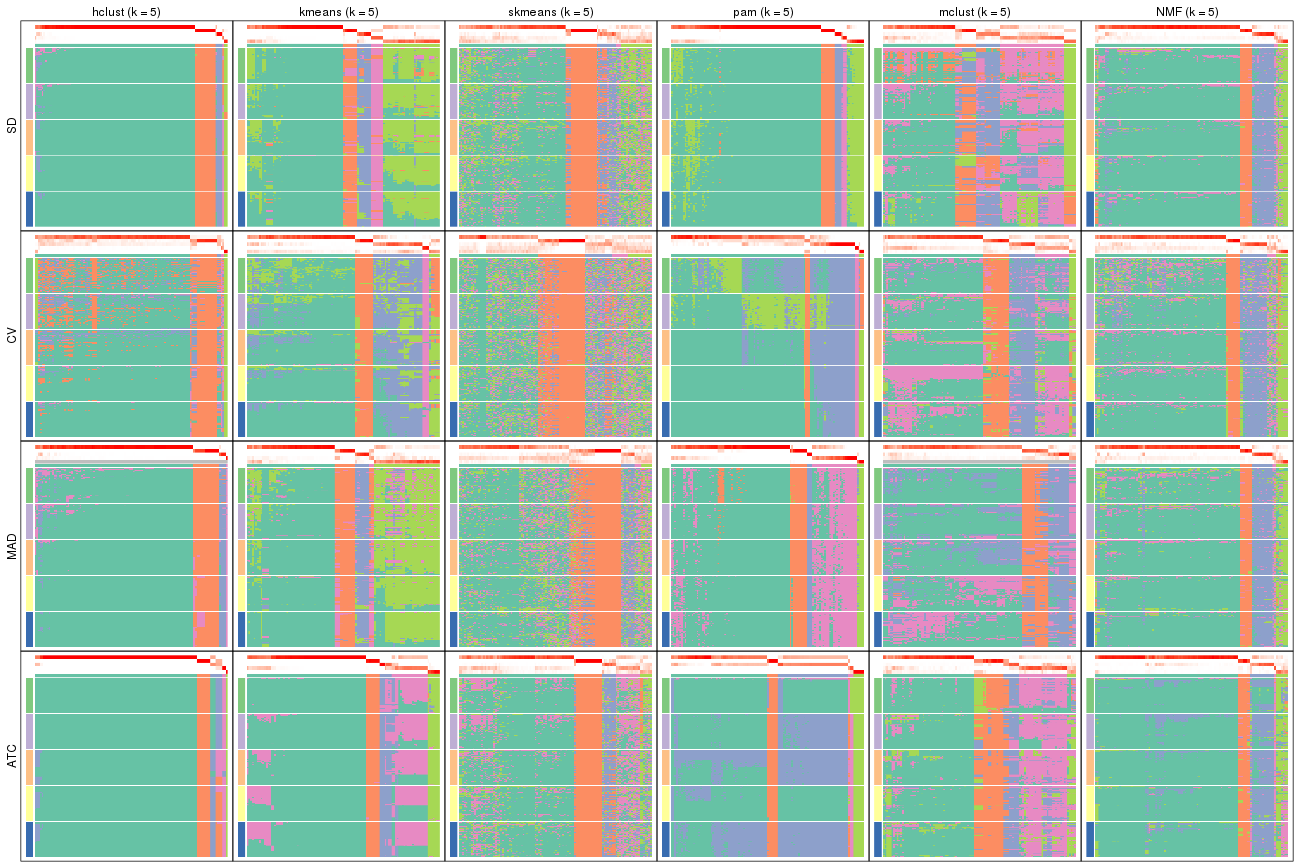 hclust (k = 5) kmeans (k = 5) skmeans (k = 5) pam (k = 5) mclust (k = 5) NMF (k = 5)
SD
CV
MAD
ATC